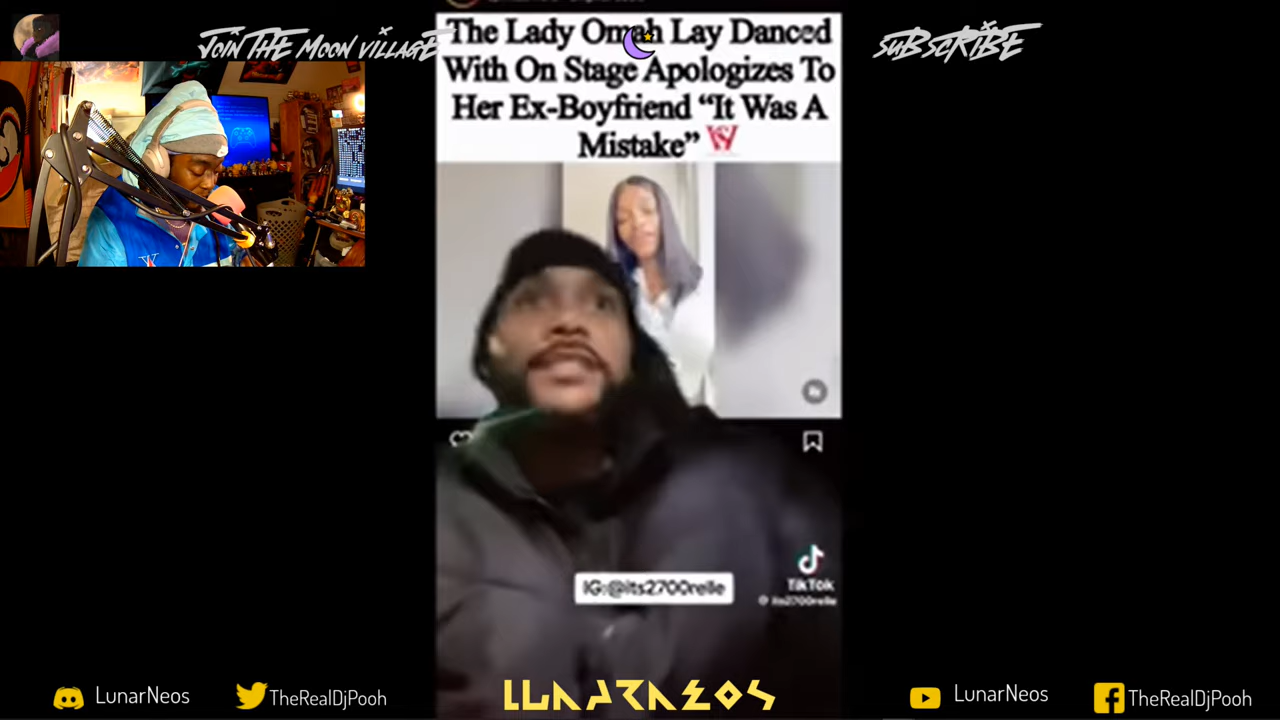 JOIN THE MOON VILLAGE
SUBSCRIBE
The Lady Omah Lay Danced
With On Stage Apologizes To
Her Ex-Boyfriend “It Was A
Mistake”
IG:@its2700relle
TikTok
its2700relle
LunarNeos
TheRealDjPooh
LUNARNEOS
LunarNeos
TheRealDjPooh